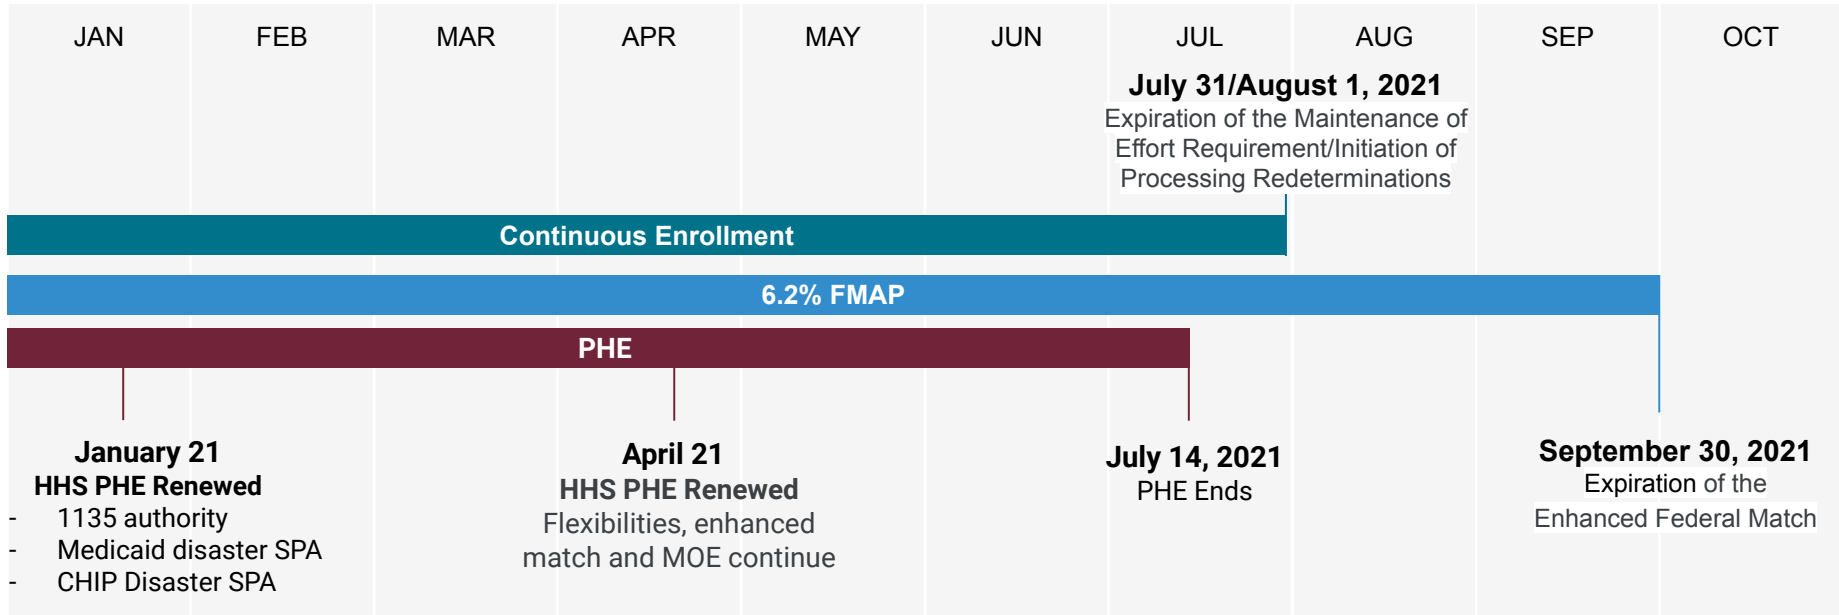 JAN FEB MAR APR MAY JUN JUL AUG SEP OCT
July 31/August 1, 2021
Expiration of the Maintenance of
Effort Requirement/Initiation of
Processing Redeterminations
Continuous Enrollment
6.2% FMAP
PHE
January 21
HHS PHE Renewed
- 1135 authority
- Medicaid disaster SPA
- CHIP Disaster SPA
April 21
HHS PHE Renewed
Flexibilities, enhanced
match and MOE continue
July 14, 2021
PHE Ends
September 30, 2021
Expiration of the
Enhanced Federal Match